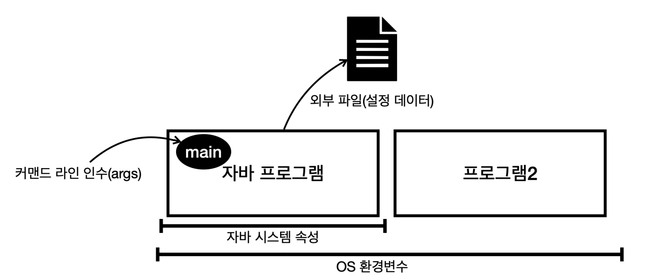 외부 파일(설정 데이터)
main
커맨드 라인 인수(args)
자바 프로그램
프로그램2
자바 시스템 속성
OS 환경변수